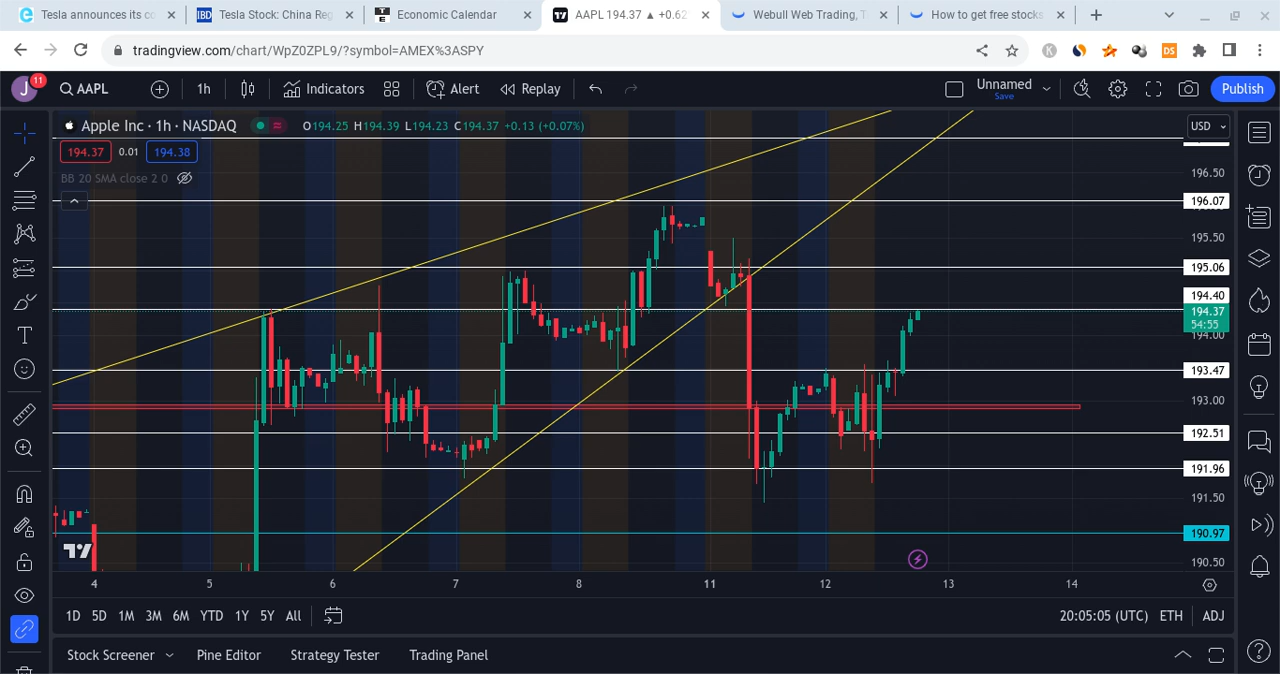 Tesla announces its co
IBD Tesla Stock: China Reg
TE Economic Calendar
AAPL 194.37 ▲ +0.62
Webull Web Trading, T
How to get free stocks
tradingview.com/chart/WpZ0ZPL9/?symbol=AMEX%3ASPY
K
DS
J 11
AAPL
1h
Indicators
Alert
Replay
Unnamed
Save
Publish
Apple Inc · 1h · NASDAQ
O194.25 H194.39 L194.23 C194.37 +0.13 (+0.07%)
USD
194.37 0.01 194.38
BB 20 SMA close 2 0
196.50
196.07
195.50
195.06
194.40
194.37
54:55
194.00
193.47
193.00
192.51
191.96
191.50
190.97
190.50
4 5 6 7 8 11 12 13 14
1D 5D 1M 3M 6M YTD 1Y 5Y All
20:05:05 (UTC) ETH ADJ
Stock Screener Pine Editor Strategy Tester Trading Panel